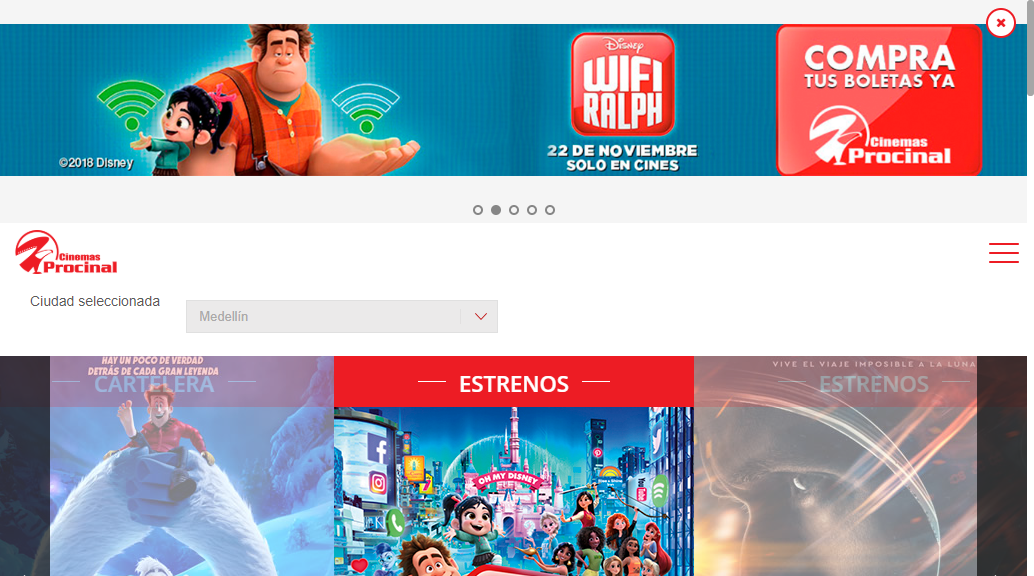 ©2018 Disney
Disney
WIFI
RALPH
22 DE NOVIEMBRE
SOLO EN CINES
COMPRA
TUS BOLETAS YA
Cinemas
Procinal
Cinemas
Procinal
Ciudad seleccionada
Medellín
HAY UN POCO DE VERDAD
DETRÁS DE CADA GRAN LEYENDA
CARTELERA
ESTRENOS
OH MY DISNEY
VIVE EL VIAJE IMPOSIBLE A LA LUNA
ESTRENOS